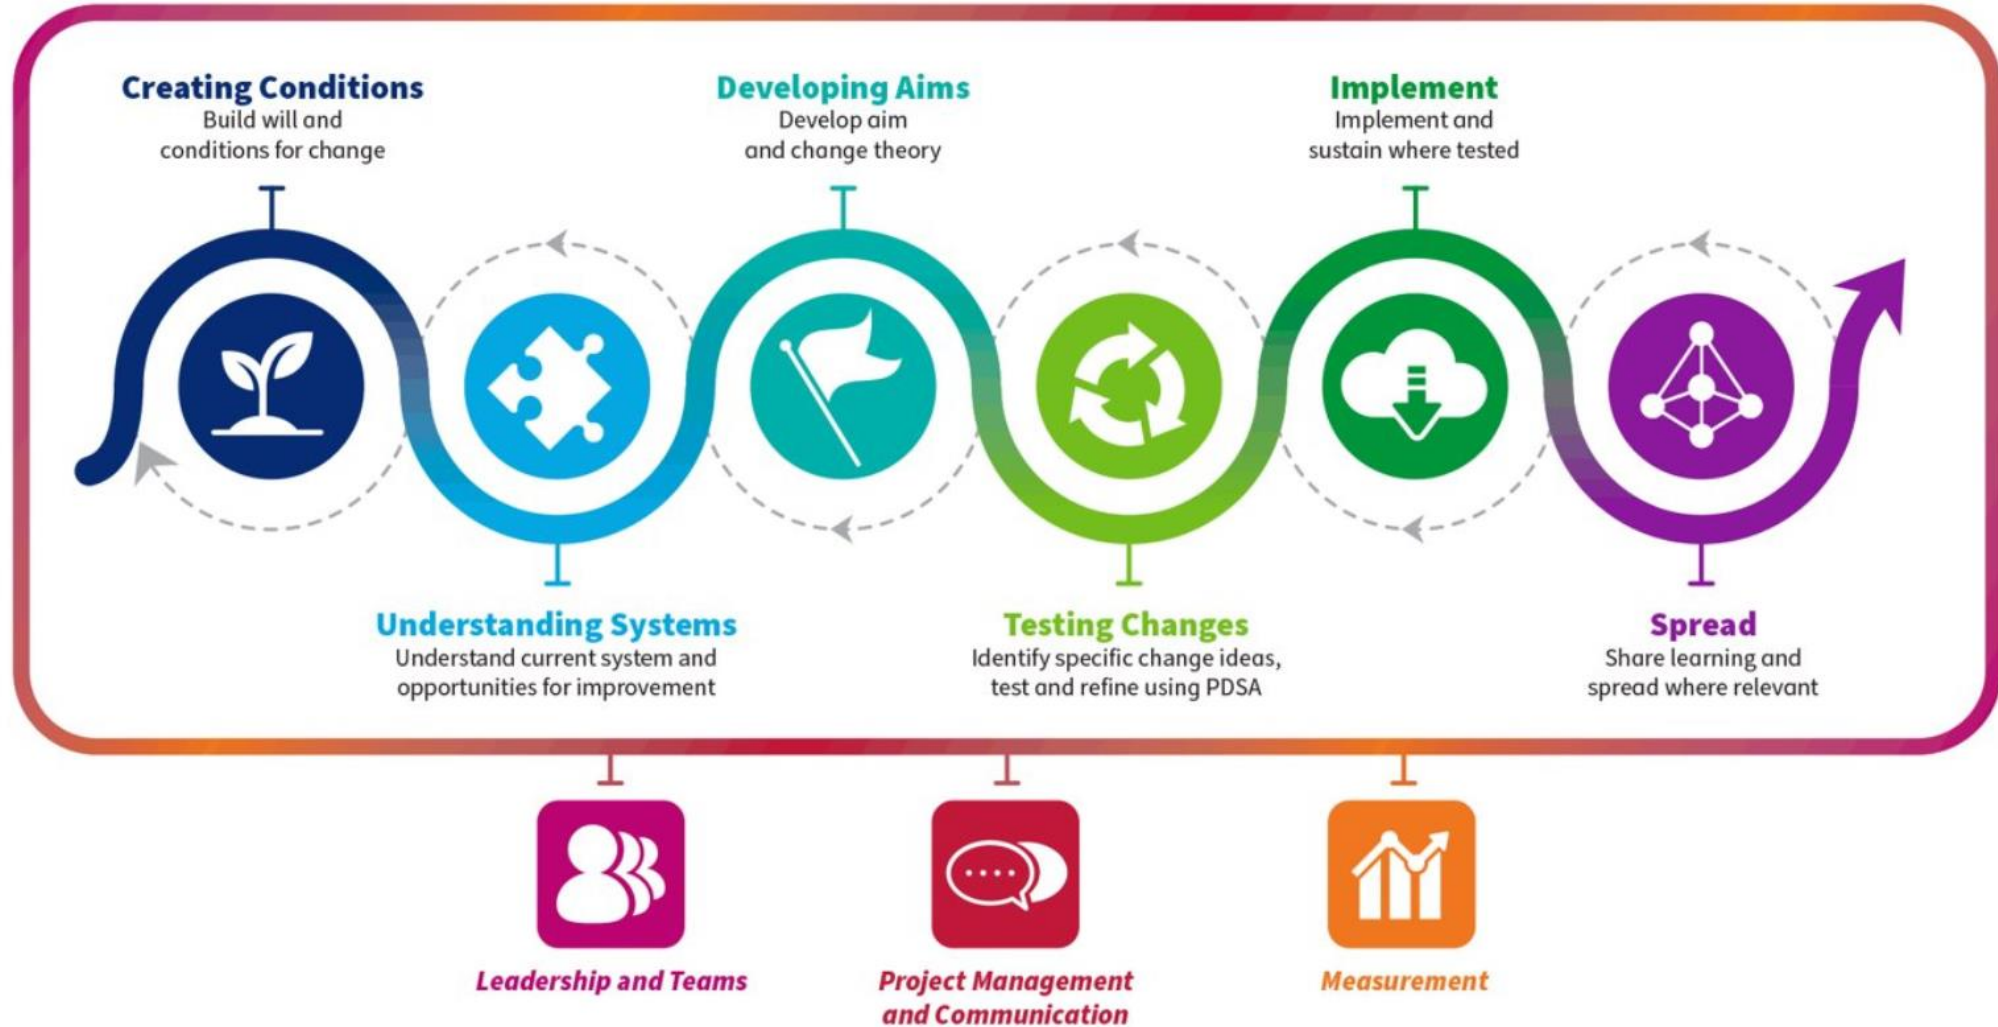 Creating Conditions
Build will and
conditions for change
Developing Aims
Develop aim
and change theory
Implement
Implement and
sustain where tested
Understanding Systems
Understand current system and
opportunities for improvement
Testing Changes
Identify specific change ideas,
test and refine using PDSA
Spread
Share learning and
spread where relevant
Leadership and Teams
Project Management
and Communication
Measurement